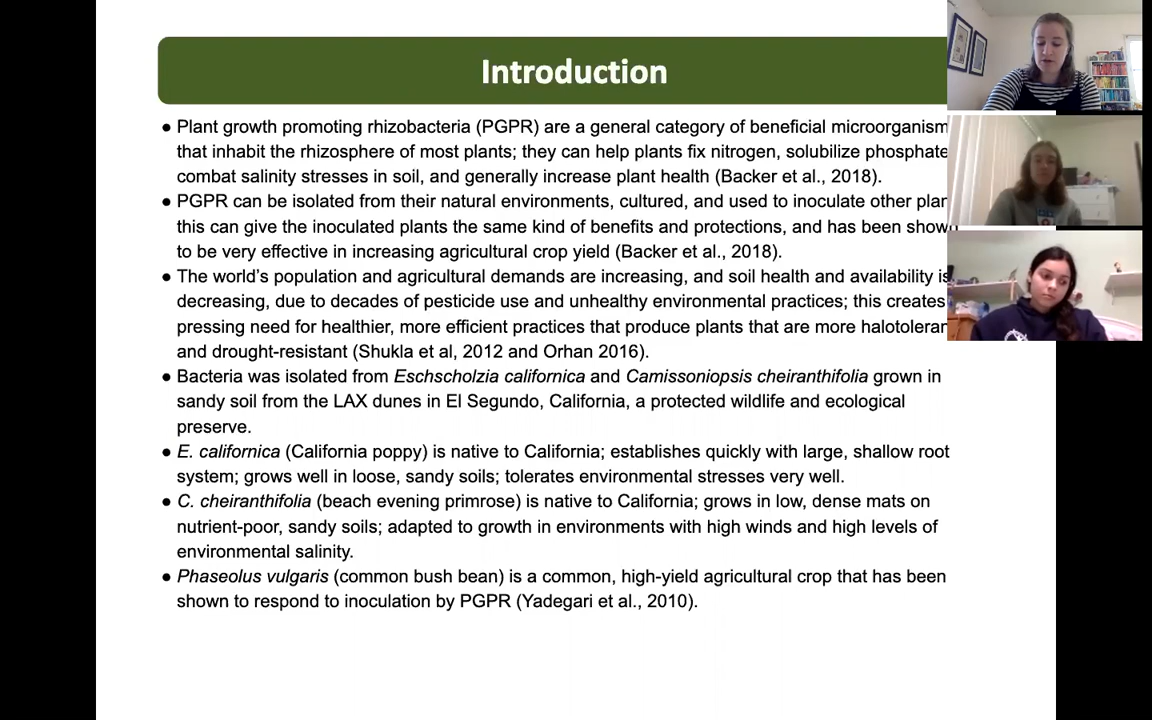 Introduction
● Plant growth promoting rhizobacteria (PGPR) are a general category of beneficial microorganism
that inhabit the rhizosphere of most plants; they can help plants fix nitrogen, solubilize phosphate
combat salinity stresses in soil, and generally increase plant health (Backer et al., 2018).
● PGPR can be isolated from their natural environments, cultured, and used to inoculate other plan
this can give the inoculated plants the same kind of benefits and protections, and has been shown
to be very effective in increasing agricultural crop yield (Backer et al., 2018).
● The world's population and agricultural demands are increasing, and soil health and availability is
decreasing, due to decades of pesticide use and unhealthy environmental practices; this creates
pressing need for healthier, more efficient practices that produce plants that are more halotoleran
and drought-resistant (Shukla et al, 2012 and Orhan 2016).
● Bacteria was isolated from Eschscholzia californica and Camissoniopsis cheiranthifolia grown in
sandy soil from the LAX dunes in El Segundo, California, a protected wildlife and ecological
preserve.
● E. californica (California poppy) is native to California; establishes quickly with large, shallow root
system; grows well in loose, sandy soils; tolerates environmental stresses very well.
● C. cheiranthifolia (beach evening primrose) is native to California; grows in low, dense mats on
nutrient-poor, sandy soils; adapted to growth in environments with high winds and high levels of
environmental salinity.
● Phaseolus vulgaris (common bush bean) is a common, high-yield agricultural crop that has been
shown to respond to inoculation by PGPR (Yadegari et al., 2010).